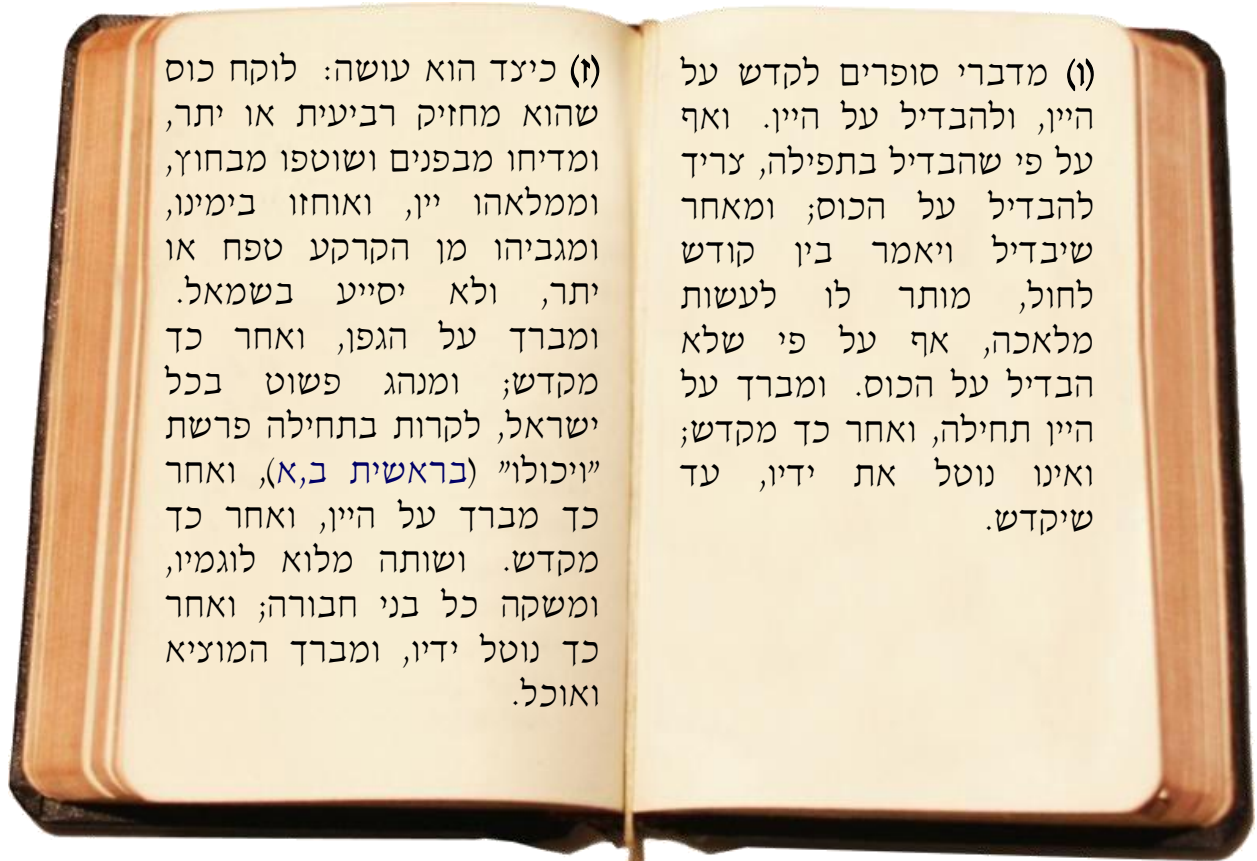 (ו) מדברי סופרים לקדש על
היין, ולהבדיל על היין. ואף
על פי שהבדיל בתפילה, צריך
להבדיל על הכוס; ומאחר
שיבדיל ויאמר בין קודש
לחול, מותר לו לעשות
מלאכה, אף על פי שלא
הבדיל על הכוס. ומברך על
היין תחילה, ואחר כך מקדש;
ואינו נוטל את ידיו, עד
שיקדש.
(ז) כיצד הוא עושה: לוקח כוס
שהוא מחזיק רביעית או יתר,
ומדיחו מבפנים ושוטפו מבחוץ,
וממלאהו יין, ואוחזו בימינו,
ומגביהו מן הקרקע טפח או
יתר, ולא יסייע בשמאל.
ומברך על הגפן, ואחר כך
מקדש; ומנהג פשוט בכל
ישראל, לקרות בתחילה פרשת
"ויכולו" (בראשית ב,א), ואחר
כך מברך על היין, ואחר כך
מקדש. ושותה מלוא לוגמיו,
ומשקה כל בני חבורה; ואחר
כך נוטל ידיו, ומברך המוציא
ואוכל.